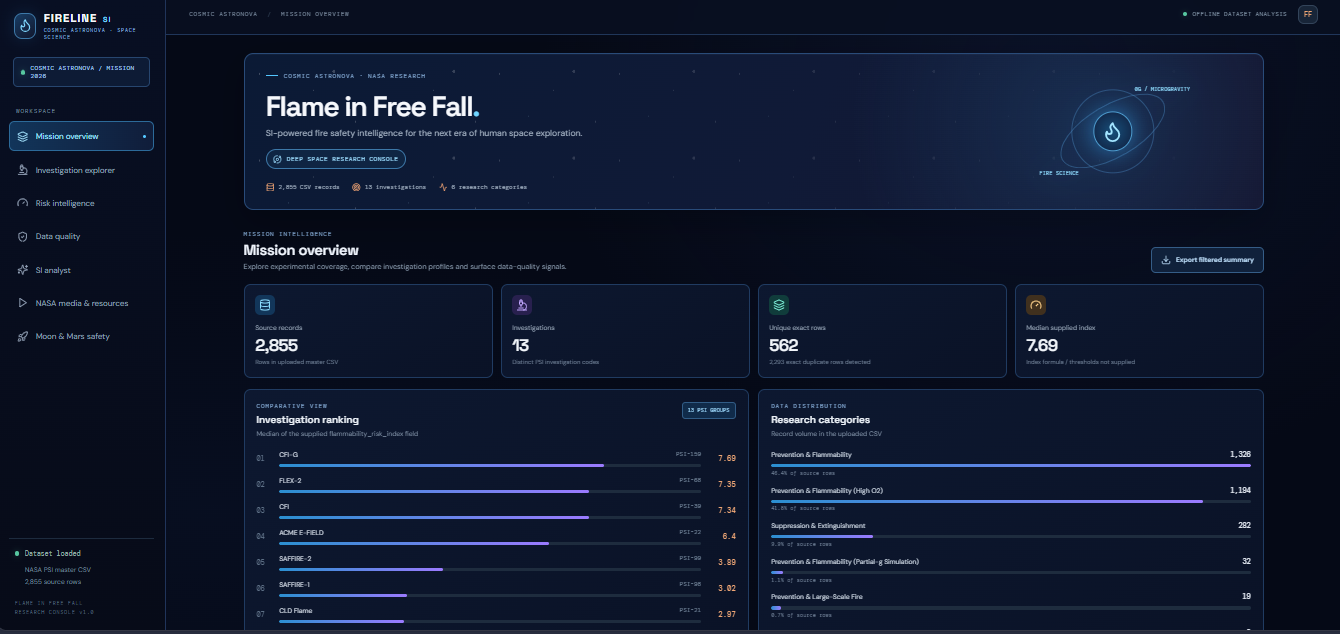 FIRELINE SI
COSMIC ASTRONOVA · SPACE
SCIENCE
COSMIC ASTRONOVA / MISSION
2028
WORKSPACE
Mission overview
Investigation explorer
Risk intelligence
Data quality
SI analyst
NASA media & resources
Moon & Mars safety
Dataset loaded
NASA PSI master CSV
2,855 source rows
FLAME IN FREE FALL
RESEARCH CONSOLE v1.0
COSMIC ASTRONOVA / MISSION OVERVIEW
OFFLINE DATASET ANALYSIS
FF
COSMIC ASTRONOVA · NASA RESEARCH
Flame in Free Fall.
SI-powered fire safety intelligence for the next era of human space exploration.
DEEP SPACE RESEARCH CONSOLE
2,855 CSV records 13 investigations 6 research categories
0G / MICROGRAVITY
FIRE SCIENCE
MISSION INTELLIGENCE
Mission overview
Explore experimental coverage, compare investigation profiles and surface data-quality signals.
Export filtered summary
Source records
2,855
Rows in uploaded master CSV
Investigations
13
Distinct PSI investigation codes
Unique exact rows
562
2,293 exact duplicate rows detected
Median supplied index
7.69
Index formula / thresholds not supplied
COMPARATIVE VIEW
Investigation ranking
Median of the supplied flammability_risk_index field
13 PSI GROUPS
01 CFI-G PSI-159 7.69
02 FLEX-2 PSI-88 7.35
03 CFI PSI-39 7.34
04 ACME E-FIELD PSI-22 6.4
05 SAFFIRE-2 PSI-99 3.89
06 SAFFIRE-1 PSI-98 3.02
07 CLD Flame PSI-21 2.97
DATA DISTRIBUTION
Research categories
Record volume in the uploaded CSV
Prevention & Flammability 1,326
46.4% of source rows
Prevention & Flammability (High O2) 1,194
41.8% of source rows
Suppression & Extinguishment 282
9.9% of source rows
Prevention & Flammability (Partial-g Simulation) 32
1.1% of source rows
Prevention & Large-Scale Fire 19
0.7% of source rows